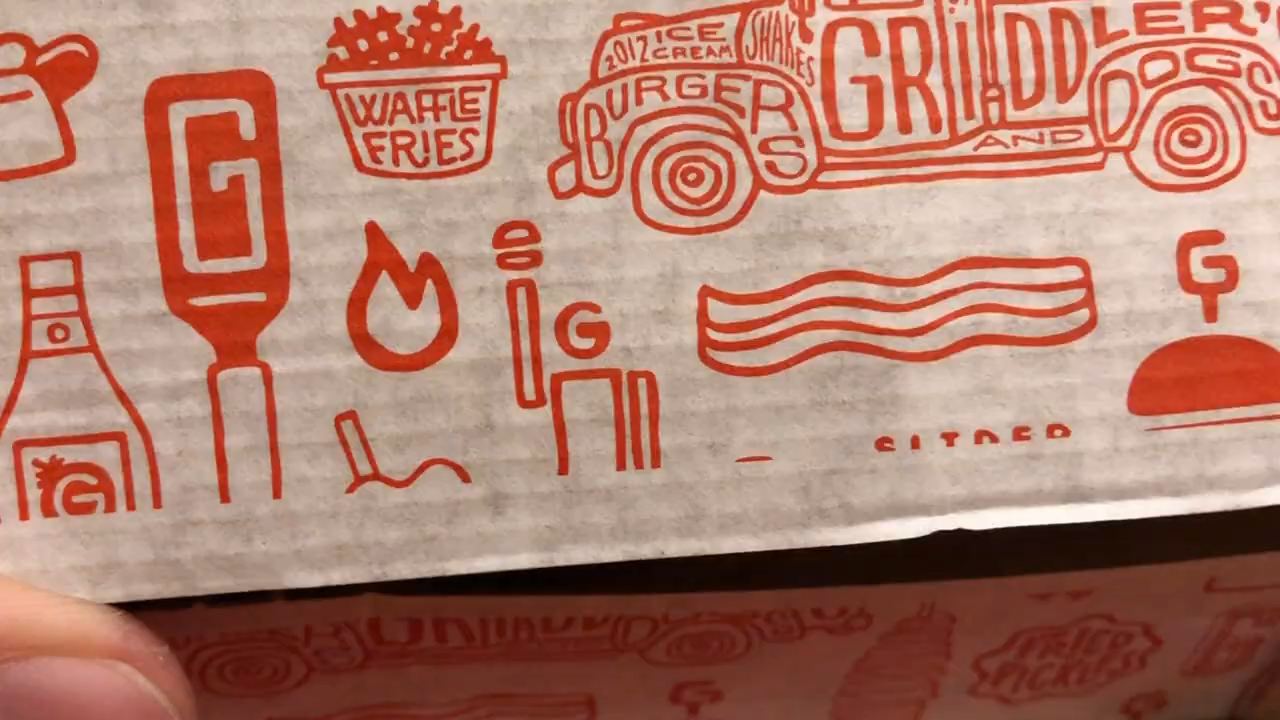 WAFFLE
FRIES
2012 ICE
CREAM
SHAKES
BURGERS
GRiDDLER'S
AND
DOGS
G
G
G
G
FRIED
PICKLES
G